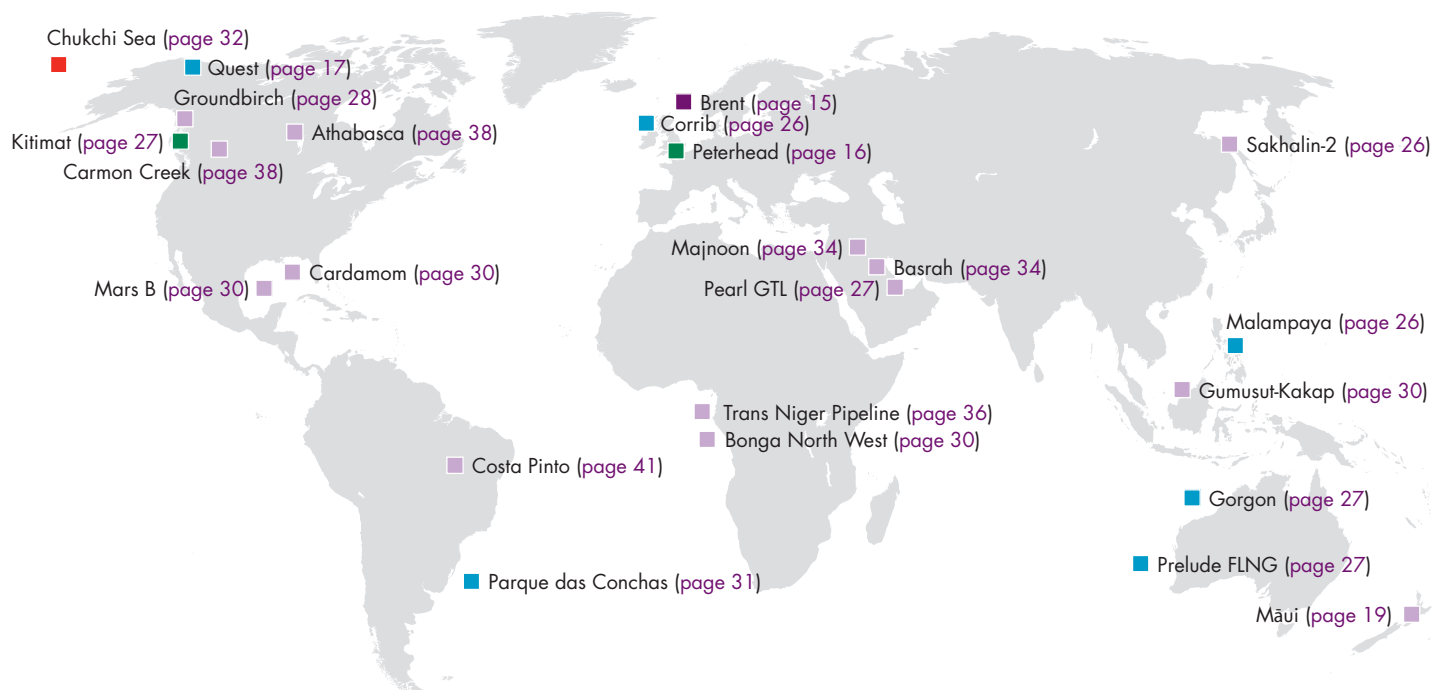 Chukchi Sea (page 32)
Quest (page 17)
Groundbirch (page 28)
Kitimat (page 27)
Athabasca (page 38)
Carmon Creek (page 38)
Brent (page 15)
Corrib (page 26)
Peterhead (page 16)
Sakhalin-2 (page 26)
Majnoon (page 34)
Basrah (page 34)
Pearl GTL (page 27)
Cardamom (page 30)
Mars B (page 30)
Malampaya (page 26)
Gumusut-Kakap (page 30)
Trans Niger Pipeline (page 36)
Bonga North West (page 30)
Costa Pinto (page 41)
Gorgon (page 27)
Prelude FLNG (page 27)
Parque das Conchas (page 31)
Māui (page 19)